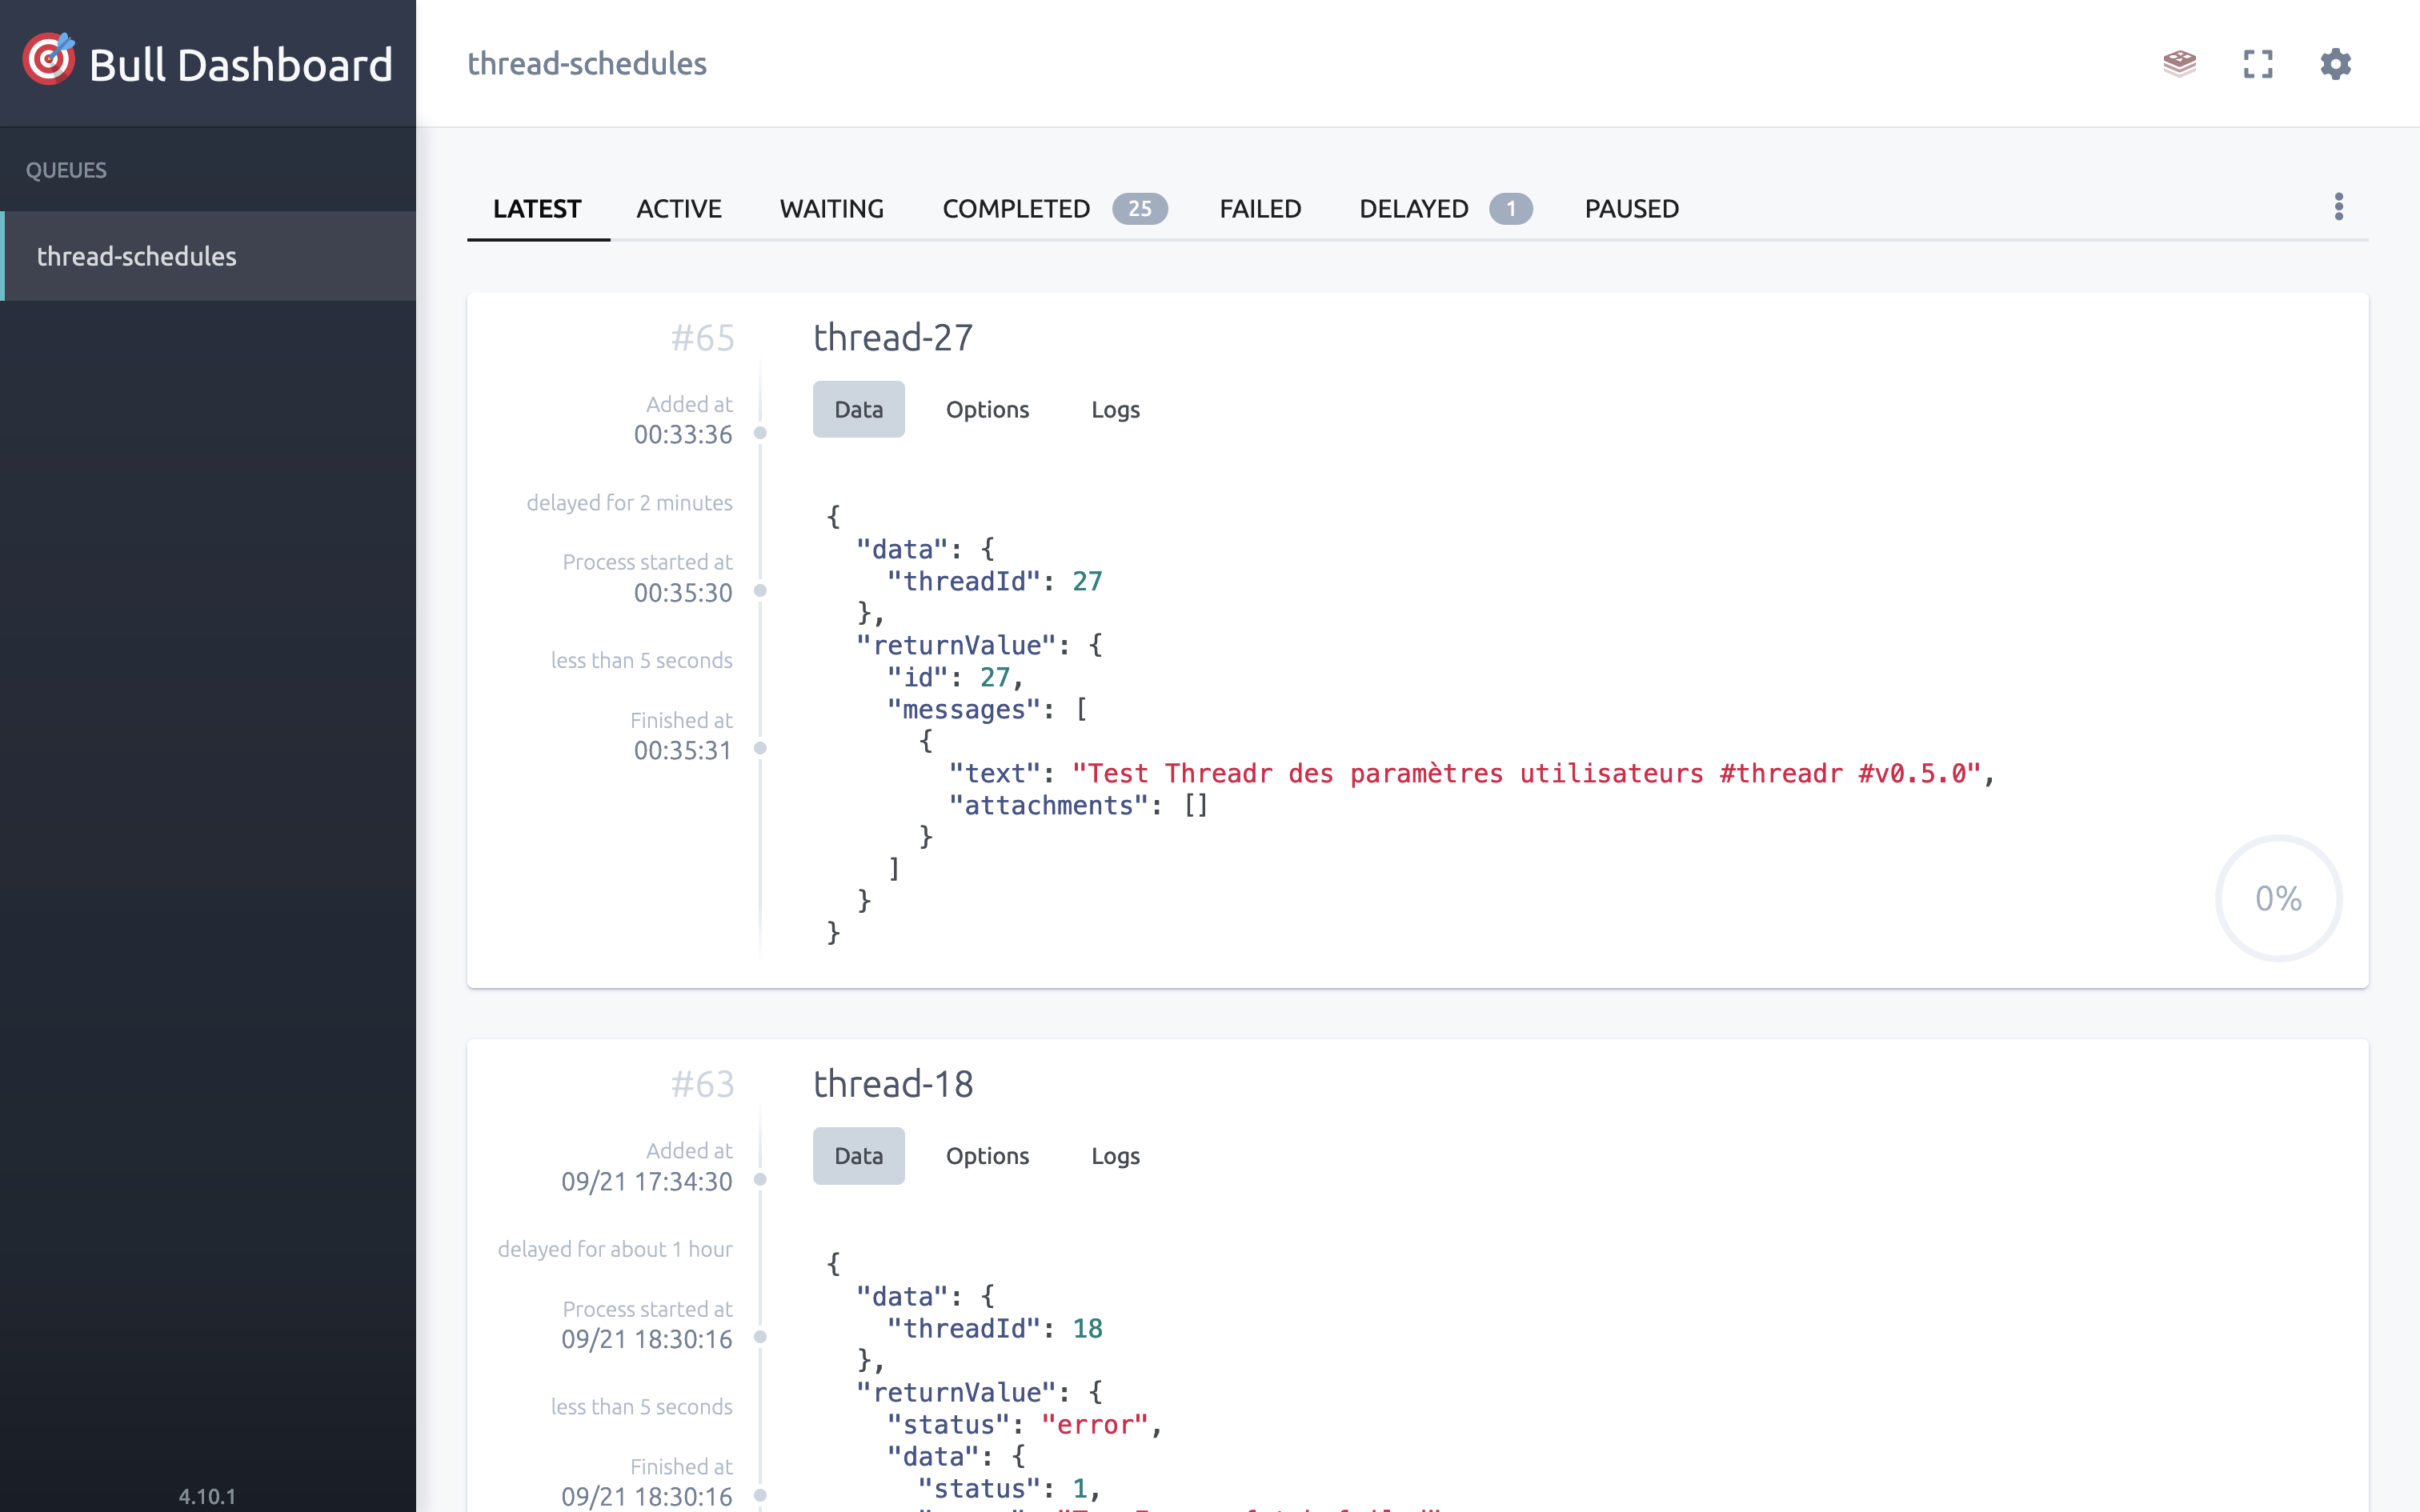 Bull Dashboard
thread-schedules
QUEUES
thread-schedules
LATEST ACTIVE WAITING COMPLETED 25 FAILED DELAYED 1 PAUSED
#65
Added at
00:33:36
delayed for 2 minutes
Process started at
00:35:30
less than 5 seconds
Finished at
00:35:31
thread-27
Data Options Logs
{
"data": {
"threadId": 27
},
"returnValue": {
"id": 27,
"messages": [
{
"text": "Test Threadr des paramètres utilisateurs #threadr #v0.5.0",
"attachments": []
}
]
}
}
0%
#63
Added at
09/21 17:34:30
delayed for about 1 hour
Process started at
09/21 18:30:16
less than 5 seconds
Finished at
09/21 18:30:16
thread-18
Data Options Logs
{
"data": {
"threadId": 18
},
"returnValue": {
"status": "error",
"data": {
"status": 1,
4.10.1